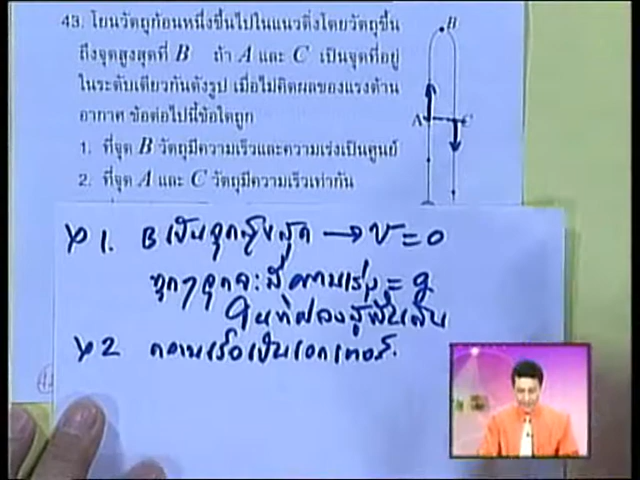 43. โยนวัตถุก้อนหนึ่งขึ้นไปในแนวดิ่งโดยวัตถุขึ้น
ถึงจุดสูงสุดที่ B ถ้า A และ C เป็นจุดที่อยู่
ในระดับเดียวกันดังรูป เมื่อไม่คิดผลของแรงต้าน
อากาศ ข้อต่อไปนี้ข้อใดถูก
1. ที่จุด B วัตถุมีความเร็วและความเร่งเป็นศูนย์
2. ที่จุด A และ C วัตถุมีความเร็วเท่ากัน
B
A
C
1. B เป็นจุดสูงสุด → v = 0
ทุกๆ จุดจะมีความเร่ง = g
ในทิศลงสู่พื้นเสมอ
2 ความเร็วเป็นเวกเตอร์